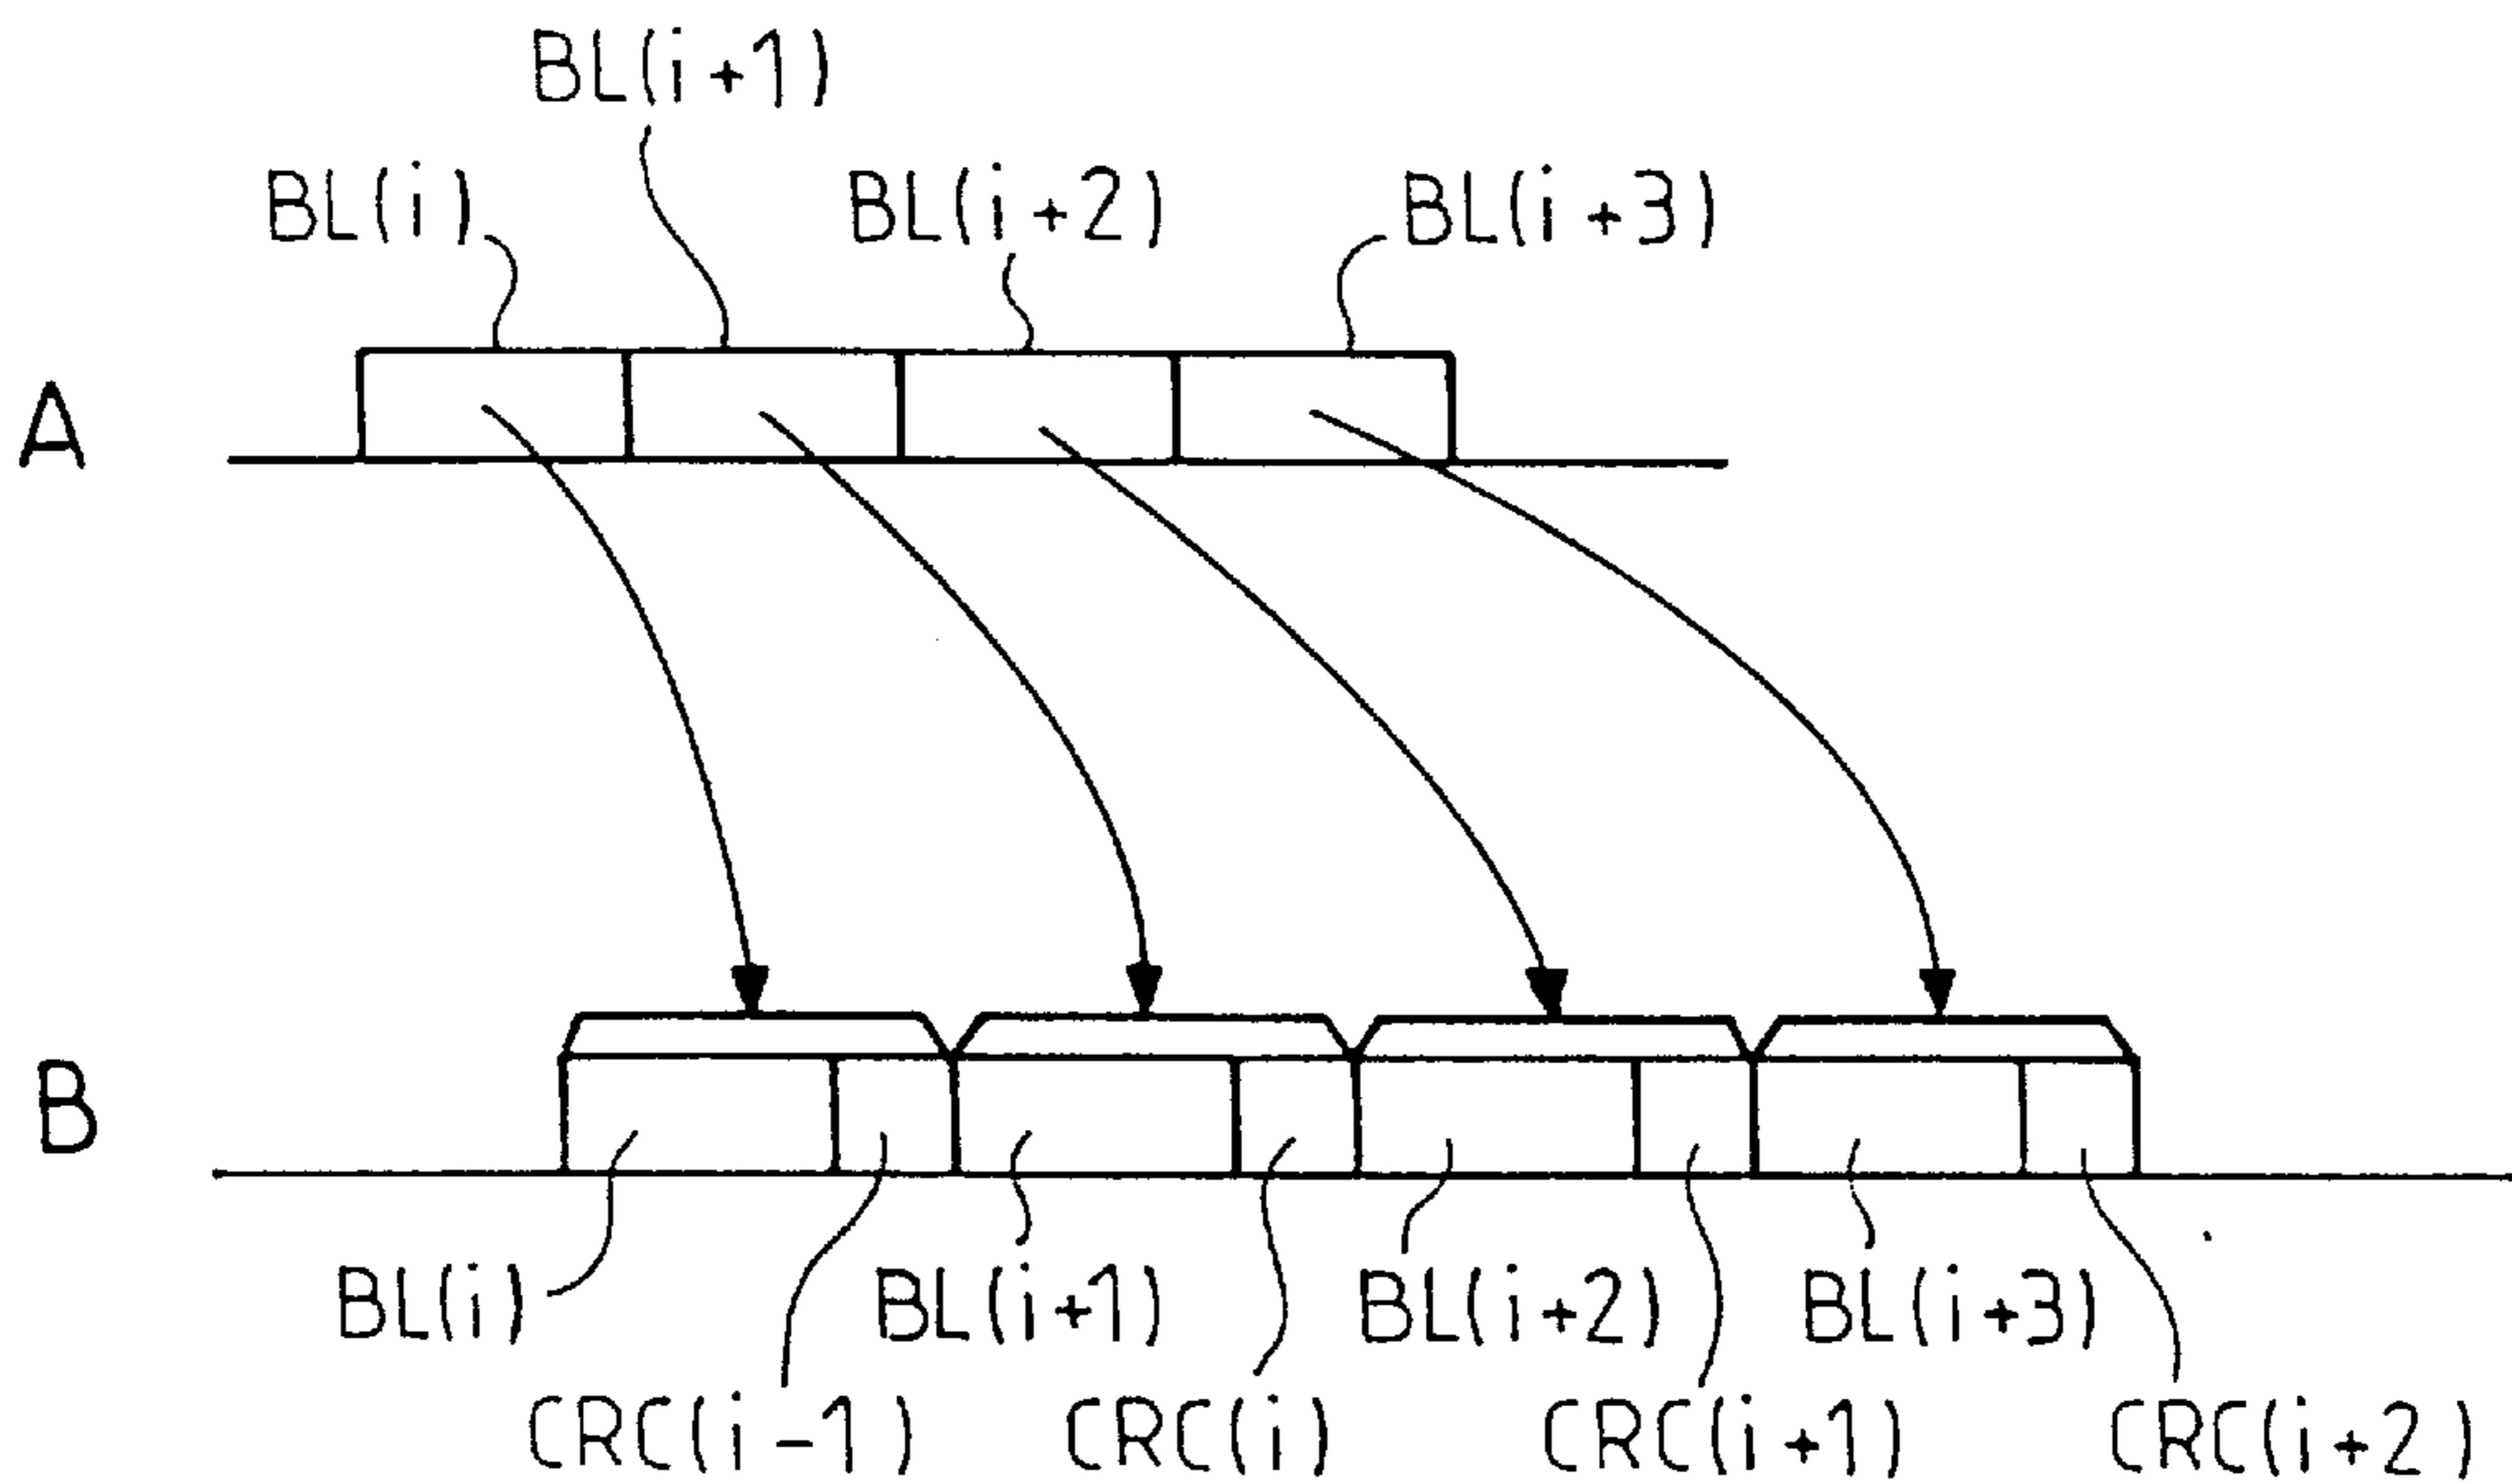 BL(i+1)
BL(i)
BL(i+2)
BL(i+3)
A
B
BL(i)
BL(i+1)
BL(i+2)
BL(i+3)
CRC(i-1)
CRC(i)
CRC(i+1)
CRC(i+2)